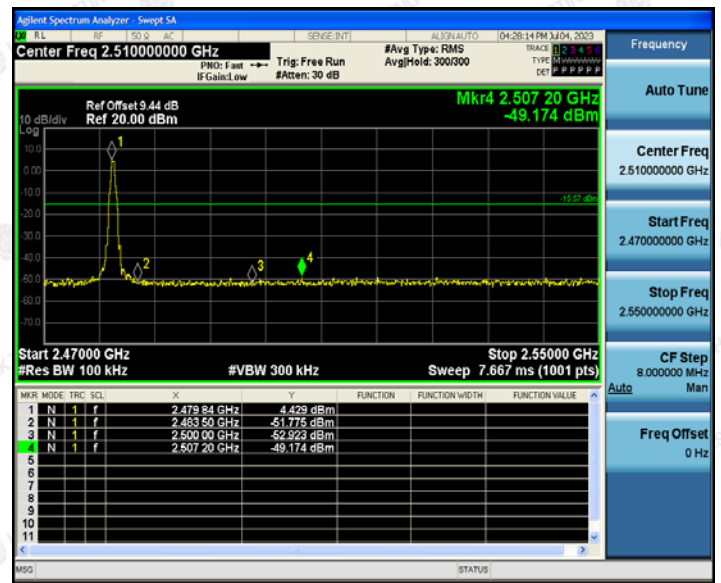 Agilent Spectrum Analyzer - Swept SA
RL RF 50 Ω AC SENSE:INT ALIGNAUTO 04:28:14 PM Jul 04, 2023
Center Freq 2.510000000 GHz
PNO: Fast
IFGain:Low
Trig: Free Run
#Atten: 30 dB
#Avg Type: RMS
Avg|Hold: 300/300
TRACE 1 2 3 4 5 6
TYPE M WWWWW
DET P P P P P P
Ref Offset 9.44 dB
10 dB/div Ref 20.00 dBm
Log
Mkr4 2.507 20 GHz
-49.174 dBm
10.0
0.00
-10.0
-20.0
-30.0
-40.0
-50.0
-60.0
-70.0
1
2
3
4
-15.57 dBm
Start 2.47000 GHz Stop 2.55000 GHz
#Res BW 100 kHz #VBW 300 kHz Sweep 7.667 ms (1001 pts)
MKR MODE TRC SCL X Y FUNCTION FUNCTION WIDTH FUNCTION VALUE
1 N 1 f 2.479 84 GHz 4.429 dBm
2 N 1 f 2.483 50 GHz -51.775 dBm
3 N 1 f 2.500 00 GHz -52.923 dBm
4 N 1 f 2.507 20 GHz -49.174 dBm
5
6
7
8
9
10
11
MSG STATUS
Frequency
Auto Tune
Center Freq
2.510000000 GHz
Start Freq
2.470000000 GHz
Stop Freq
2.550000000 GHz
CF Step
8.000000 MHz
Auto Man
Freq Offset
0 Hz